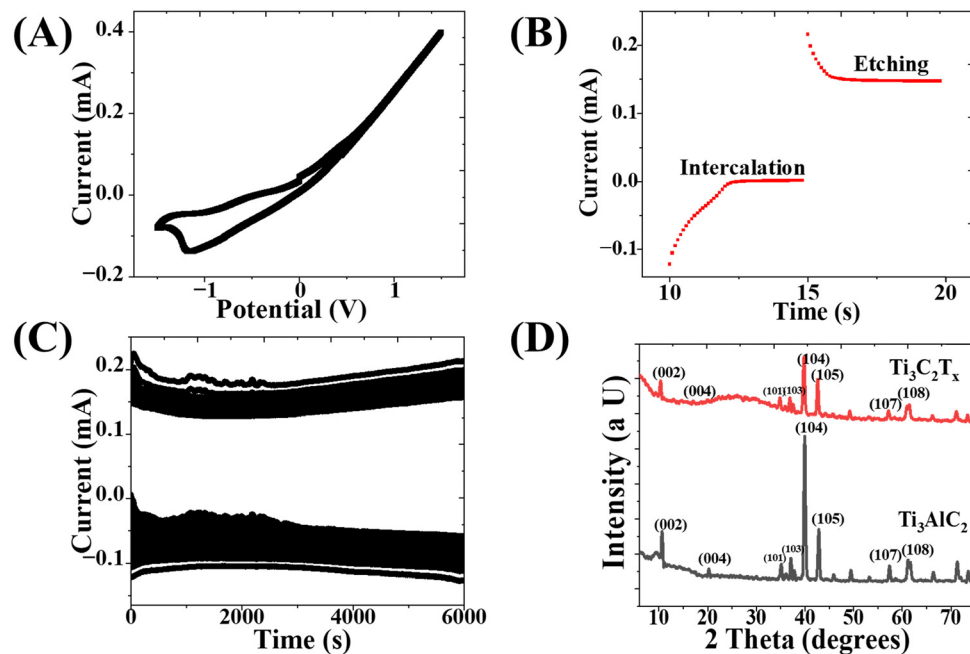 (A)
0.4
0.2
0.0
−0.2
Current (mA)
−1
0
1
Potential (V)
(B)
0.2
0.1
0.0
−0.1
Current (mA)
Etching
Intercalation
10
15
20
Time (s)
(C)
0.2
0.1
0.0
−0.1
Current (mA)
0
2000
4000
6000
Time (s)
(D)
Intensity (a U)
(002)
(004)
(101)
(103)
(104)
(105)
(107)
(108)
Ti₃C₂Tₓ
(002)
(004)
(101)
(103)
(104)
(105)
(107)
(108)
Ti₃AlC₂
10
20
30
40
50
60
70
2 Theta (degrees)